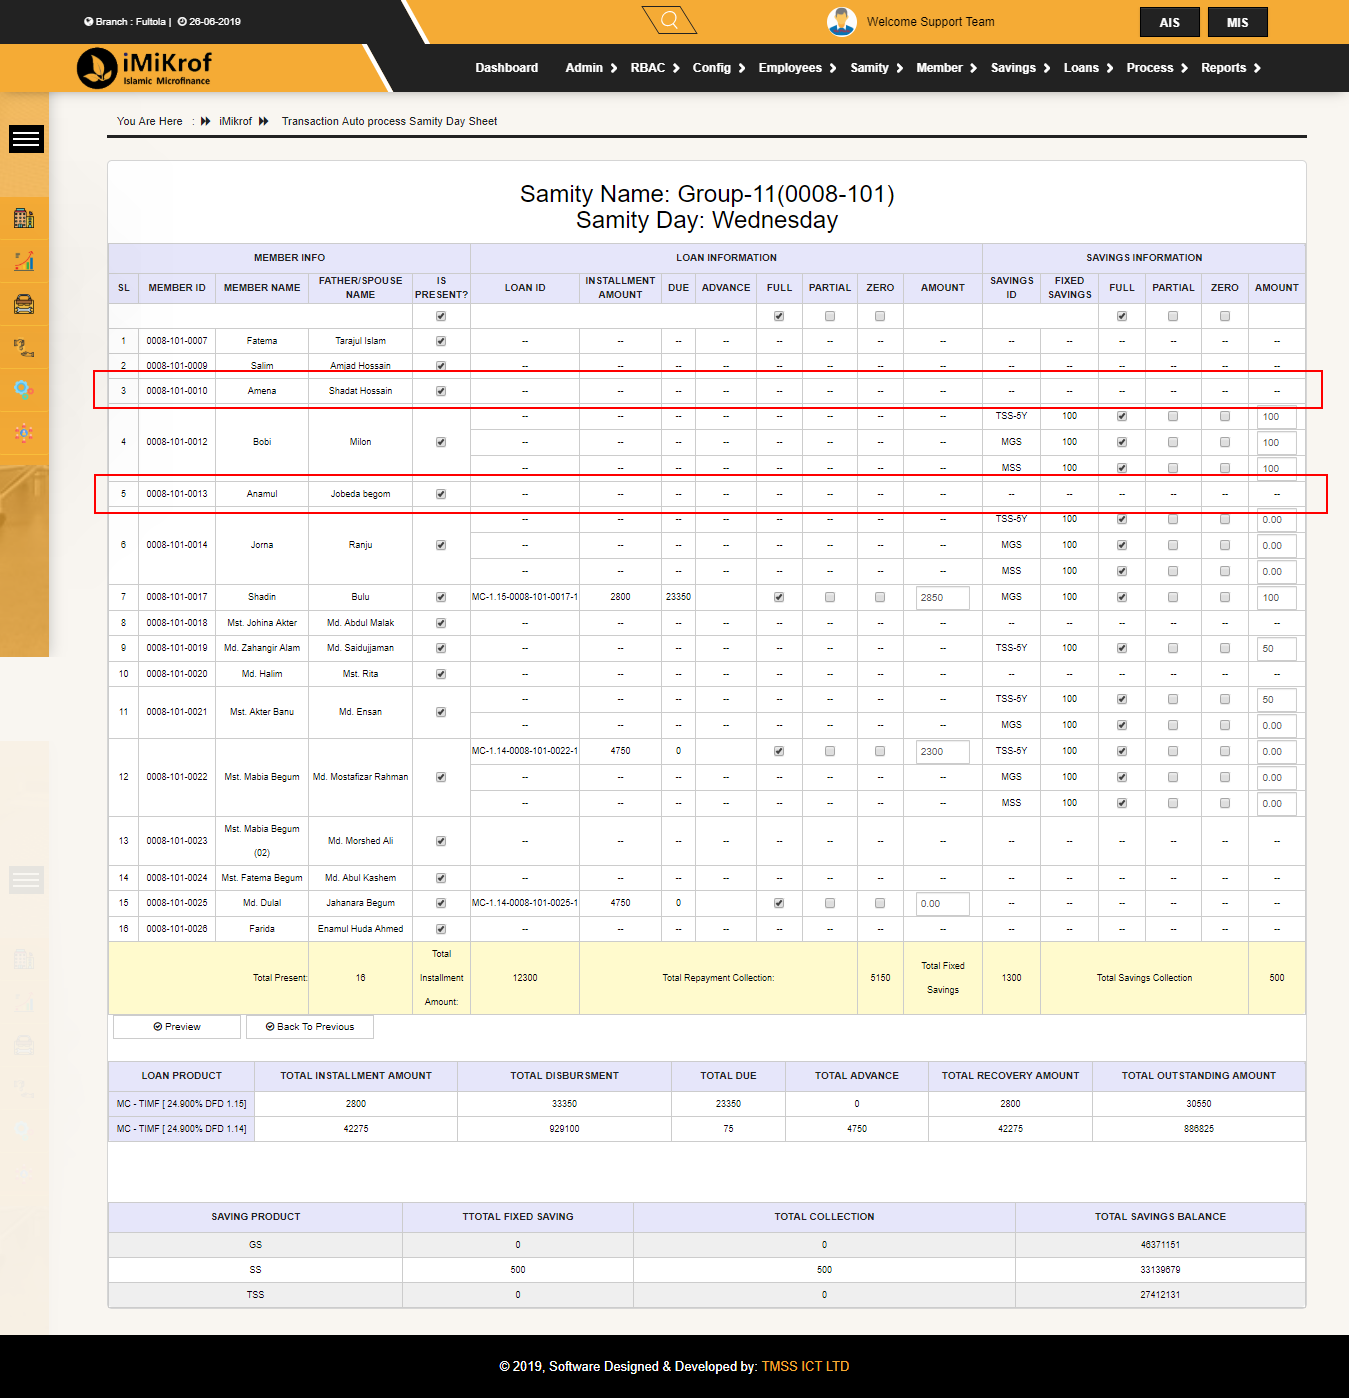 Branch : Fultola | 26-06-2019
Welcome Support Team
AIS
MIS
iMiKrof
Islamic Microfinance
Dashboard Admin RBAC Config Employees Samity Member Savings Loans Process Reports
You Are Here : iMikrof Transaction Auto process Samity Day Sheet
Samity Name: Group-11(0008-101)
Samity Day: Wednesday
MEMBER INFO LOAN INFORMATION SAVINGS INFORMATION
SL MEMBER ID MEMBER NAME FATHER/SPOUSE NAME IS PRESENT? LOAN ID INSTALLMENT AMOUNT DUE ADVANCE FULL PARTIAL ZERO AMOUNT SAVINGS ID FIXED SAVINGS FULL PARTIAL ZERO AMOUNT
1 0008-101-0007 Fatema Tarajul Islam -- -- -- -- -- -- -- -- -- -- -- -- -- --
2 0008-101-0009 Salim Amjad Hossain -- -- -- -- -- -- -- -- -- -- -- -- -- --
3 0008-101-0010 Amena Shadat Hossain -- -- -- -- -- -- -- -- -- -- -- -- -- --
-- -- -- -- -- -- -- -- TSS-5Y 100 100
4 0008-101-0012 Bobi Milon -- -- -- -- -- -- -- -- MGS 100 100
-- -- -- -- -- -- -- -- MSS 100 100
5 0008-101-0013 Anamul Jobeda begom -- -- -- -- -- -- -- -- -- -- -- -- -- --
-- -- -- -- -- -- -- -- TSS-5Y 100 0.00
6 0008-101-0014 Jorna Ranju -- -- -- -- -- -- -- -- MGS 100 0.00
-- -- -- -- -- -- -- -- MSS 100 0.00
7 0008-101-0017 Shadin Bulu MC-1.15-0008-101-0017-1 2800 23350 2850 MGS 100 100
8 0008-101-0018 Mst. Johina Akter Md. Abdul Malak -- -- -- -- -- -- -- -- -- -- -- -- -- --
9 0008-101-0019 Md. Zahangir Alam Md. Saidujjaman -- -- -- -- -- -- -- -- TSS-5Y 100 50
10 0008-101-0020 Md. Halim Mst. Rita -- -- -- -- -- -- -- -- -- -- -- -- -- --
-- -- -- -- -- -- -- -- TSS-5Y 100 50
11 0008-101-0021 Mst. Akter Banu Md. Ensan
-- -- -- -- -- -- -- -- MGS 100 0.00
MC-1.14-0008-101-0022-1 4750 0 2300 TSS-5Y 100 0.00
12 0008-101-0022 Mst. Mabia Begum Md. Mostafizar Rahman -- -- -- -- -- -- -- -- MGS 100 0.00
-- -- -- -- -- -- -- -- MSS 100 0.00
13 0008-101-0023 Mst. Mabia Begum (02) Md. Morshed Ali -- -- -- -- -- -- -- -- -- -- -- -- -- --
14 0008-101-0024 Mst. Fatema Begum Md. Abul Kashem -- -- -- -- -- -- -- -- -- -- -- -- -- --
15 0008-101-0025 Md. Dulal Jahanara Begum MC-1.14-0008-101-0025-1 4750 0 0.00 -- -- -- -- -- --
16 0008-101-0026 Farida Enamul Huda Ahmed -- -- -- -- -- -- -- -- -- -- -- -- -- --
Total Present: 16 Total Installment Amount: 12300 Total Repayment Collection: 5150 Total Fixed Savings 1300 Total Savings Collection 500
Preview Back To Previous
LOAN PRODUCT TOTAL INSTALLMENT AMOUNT TOTAL DISBURSMENT TOTAL DUE TOTAL ADVANCE TOTAL RECOVERY AMOUNT TOTAL OUTSTANDING AMOUNT
MC - TIMF [ 24.900% DFD 1.15] 2800 33350 23350 0 2800 30550
MC - TIMF [ 24.900% DFD 1.14] 42275 929100 75 4750 42275 886825
SAVING PRODUCT TTOTAL FIXED SAVING TOTAL COLLECTION TOTAL SAVINGS BALANCE
GS 0 0 46371151
SS 500 500 33139679
TSS 0 0 27412131
© 2019, Software Designed & Developed by: TMSS ICT LTD